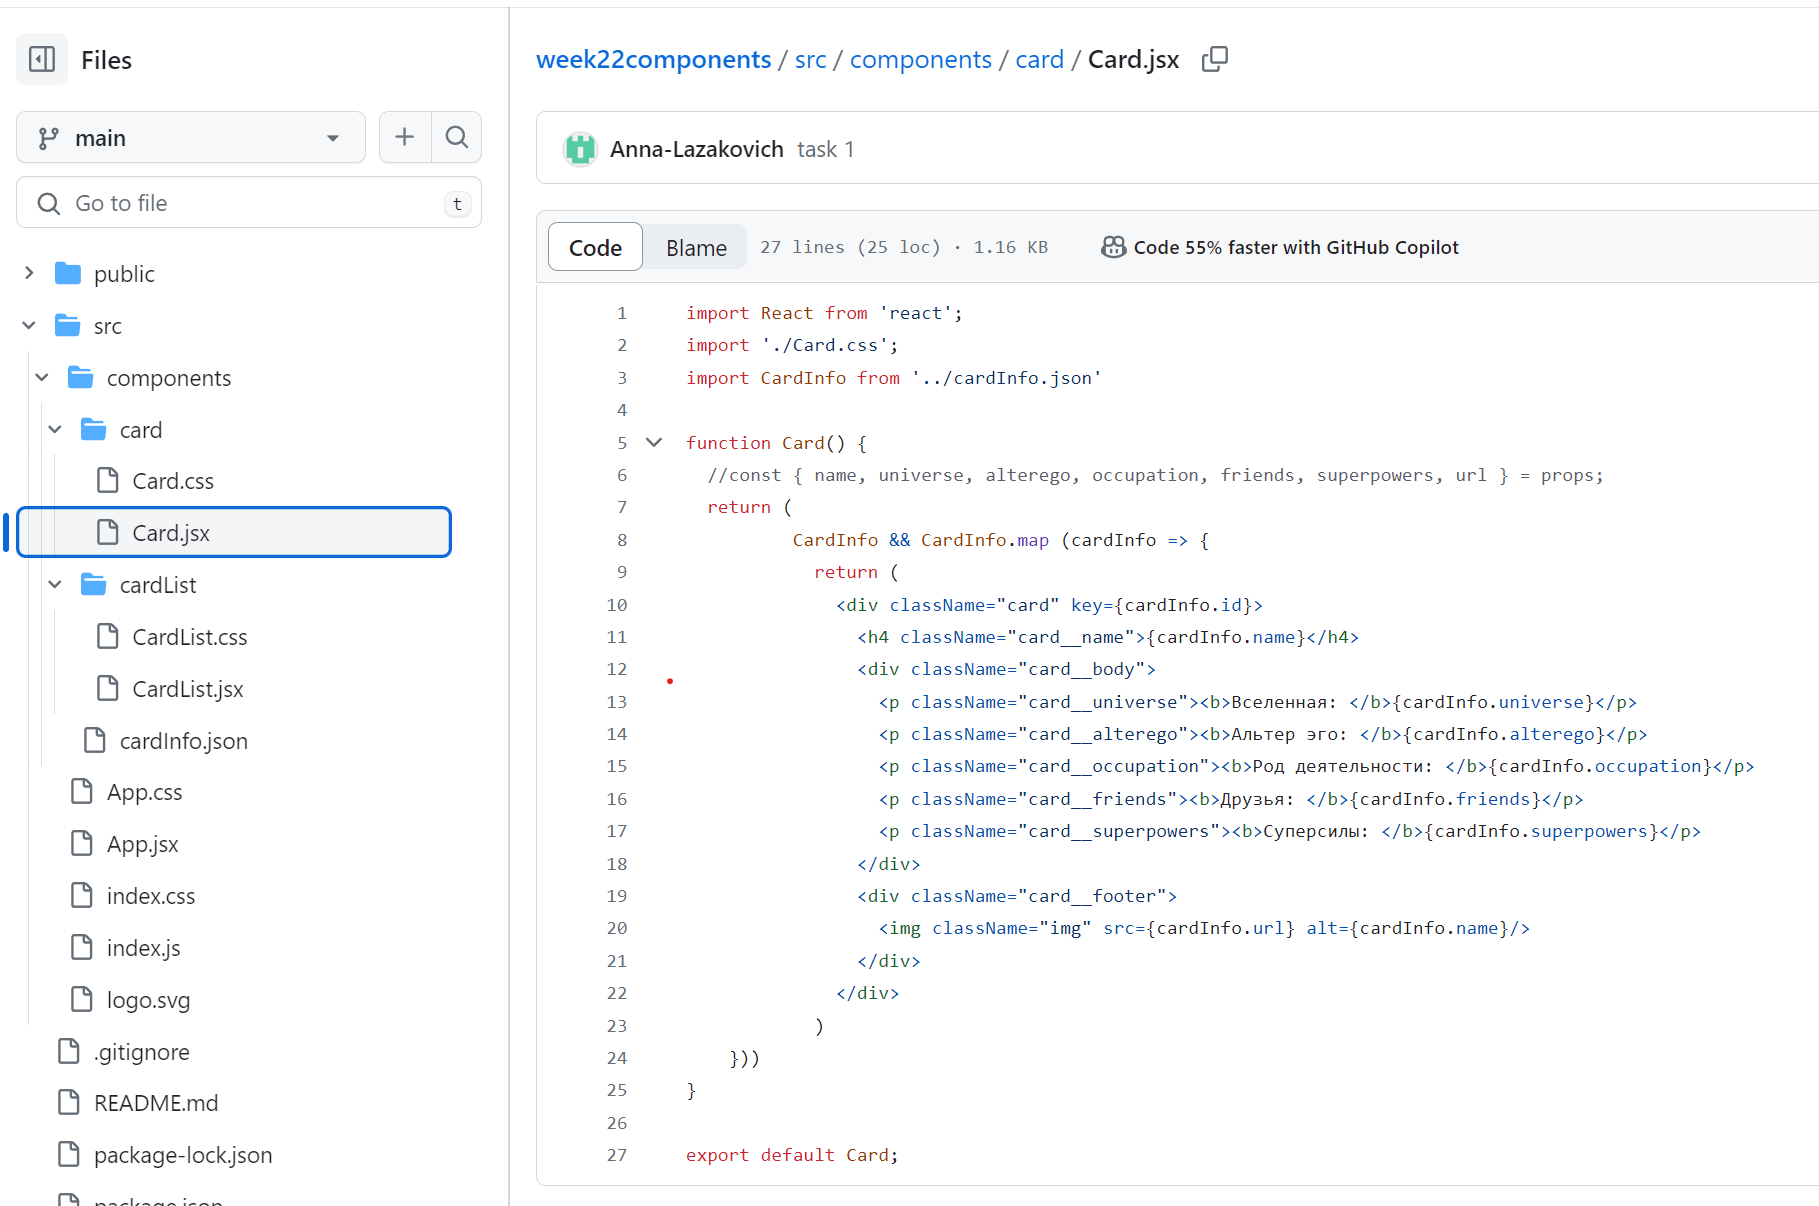 Files
main
Go to file
t
public
src
components
card
Card.css
Card.jsx
cardList
CardList.css
CardList.jsx
cardInfo.json
App.css
App.jsx
index.css
index.js
logo.svg
.gitignore
README.md
package-lock.json
package.json
week22components / src / components / card / Card.jsx
Anna-Lazakovich task 1
Code Blame 27 lines (25 loc) · 1.16 KB Code 55% faster with GitHub Copilot
1 import React from 'react';
2 import './Card.css';
3 import CardInfo from '../cardInfo.json'
4
5 function Card() {
6 //const { name, universe, alterego, occupation, friends, superpowers, url } = props;
7 return (
8 CardInfo && CardInfo.map (cardInfo => {
9 return (
10 <div className="card" key={cardInfo.id}>
11 <h4 className="card__name">{cardInfo.name}</h4>
12 <div className="card__body">
13 <p className="card__universe"><b>Вселенная: </b>{cardInfo.universe}</p>
14 <p className="card__alterego"><b>Альтер эго: </b>{cardInfo.alterego}</p>
15 <p className="card__occupation"><b>Род деятельности: </b>{cardInfo.occupation}</p>
16 <p className="card__friends"><b>Друзья: </b>{cardInfo.friends}</p>
17 <p className="card__superpowers"><b>Суперсилы: </b>{cardInfo.superpowers}</p>
18 </div>
19 <div className="card__footer">
20 <img className="img" src={cardInfo.url} alt={cardInfo.name}/>
21 </div>
22 </div>
23 )
24 }))
25 }
26
27 export default Card;